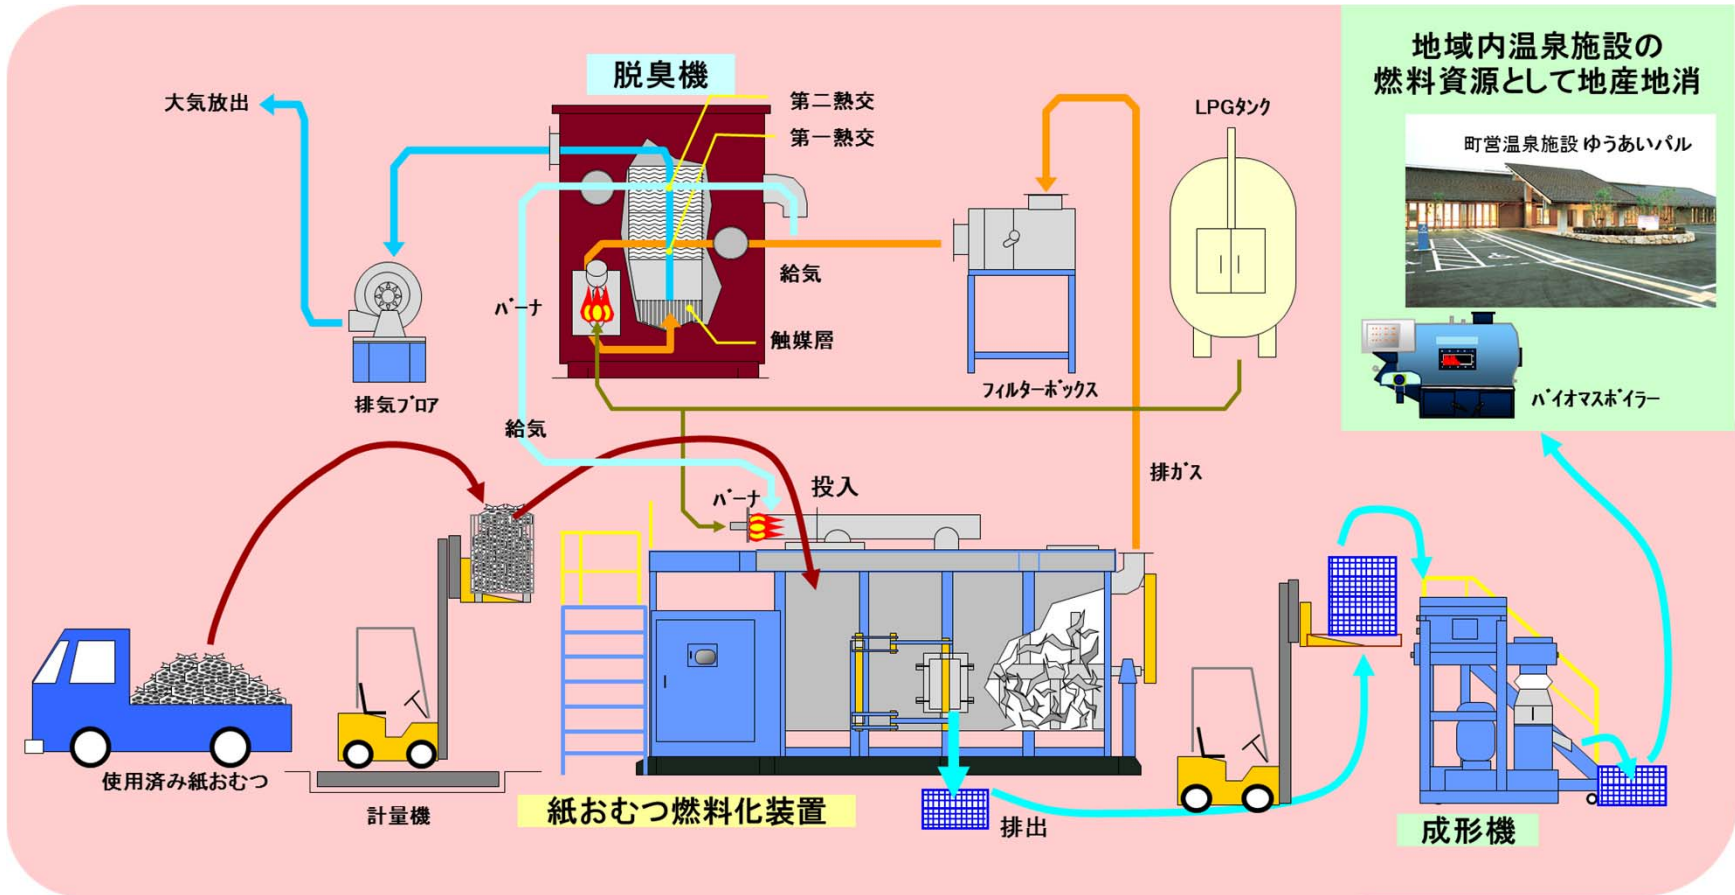 地域内温泉施設の
燃料資源として地産地消
町営温泉施設 ゆうあいパル
ﾊﾞｲｵﾏｽﾎﾞｲﾗｰ
脱臭機
大気放出
第二熱交
第一熱交
LPGﾀﾝｸ
給気
ﾊﾞｰﾅ
触媒層
排気ﾌﾞﾛｱ
ﾌｨﾙﾀｰﾎﾞｯｸｽ
給気
ﾊﾞｰﾅ
投入
排ｶﾞｽ
使用済み紙おむつ
計量機
紙おむつ燃料化装置
排出
成形機